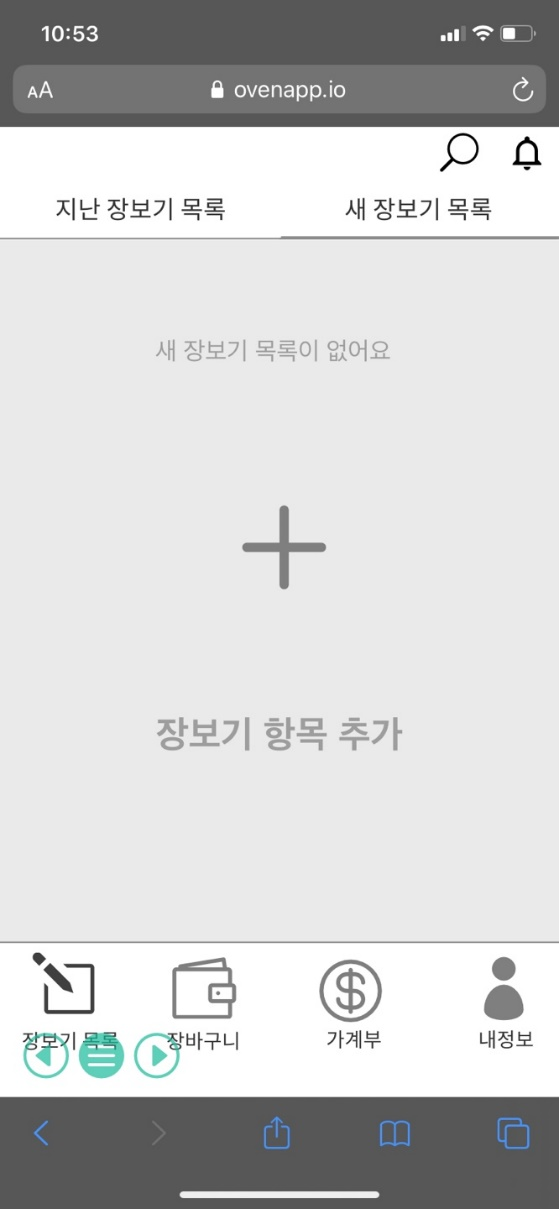 10:53
AA ovenapp.io
지난 장보기 목록 새 장보기 목록
새 장보기 목록이 없어요
장보기 항목 추가
장보기 목록 장바구니 가계부 내정보